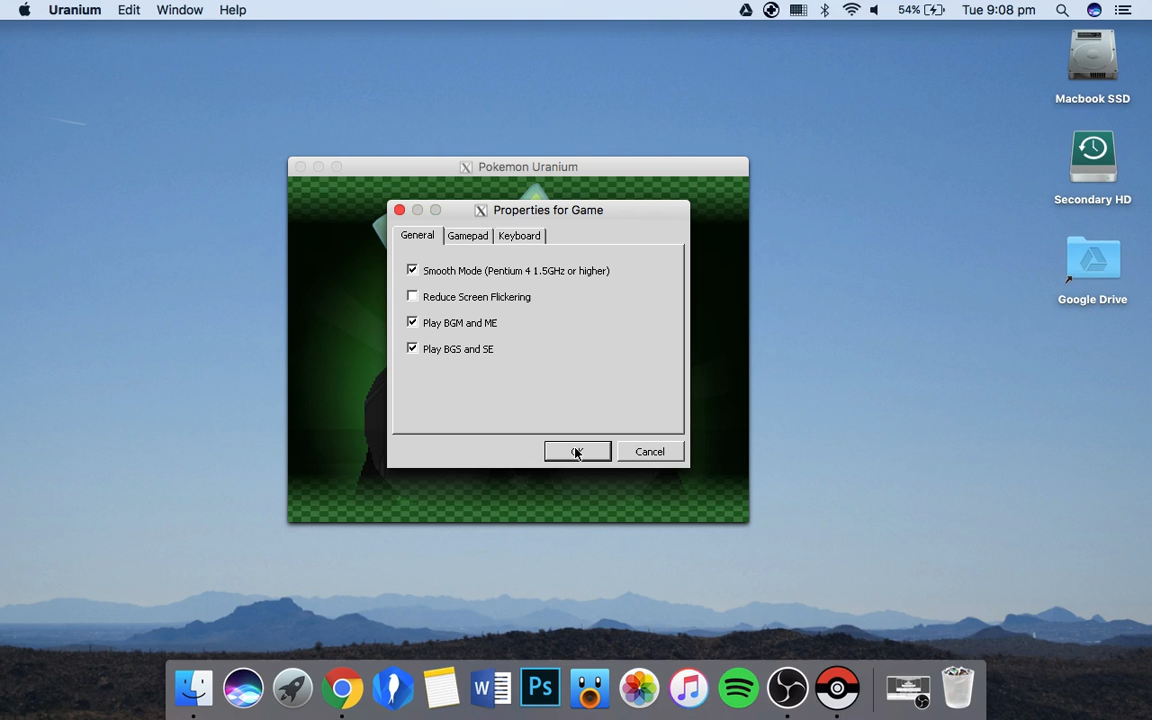 Uranium Edit Window Help 54% Tue 9:08 pm
Macbook SSD
Secondary HD
Google Drive
Pokemon Uranium
Properties for Game
General Gamepad Keyboard
Smooth Mode (Pentium 4 1.5GHz or higher)
Reduce Screen Flickering
Play BGM and ME
Play BGS and SE
Cancel
W Ps